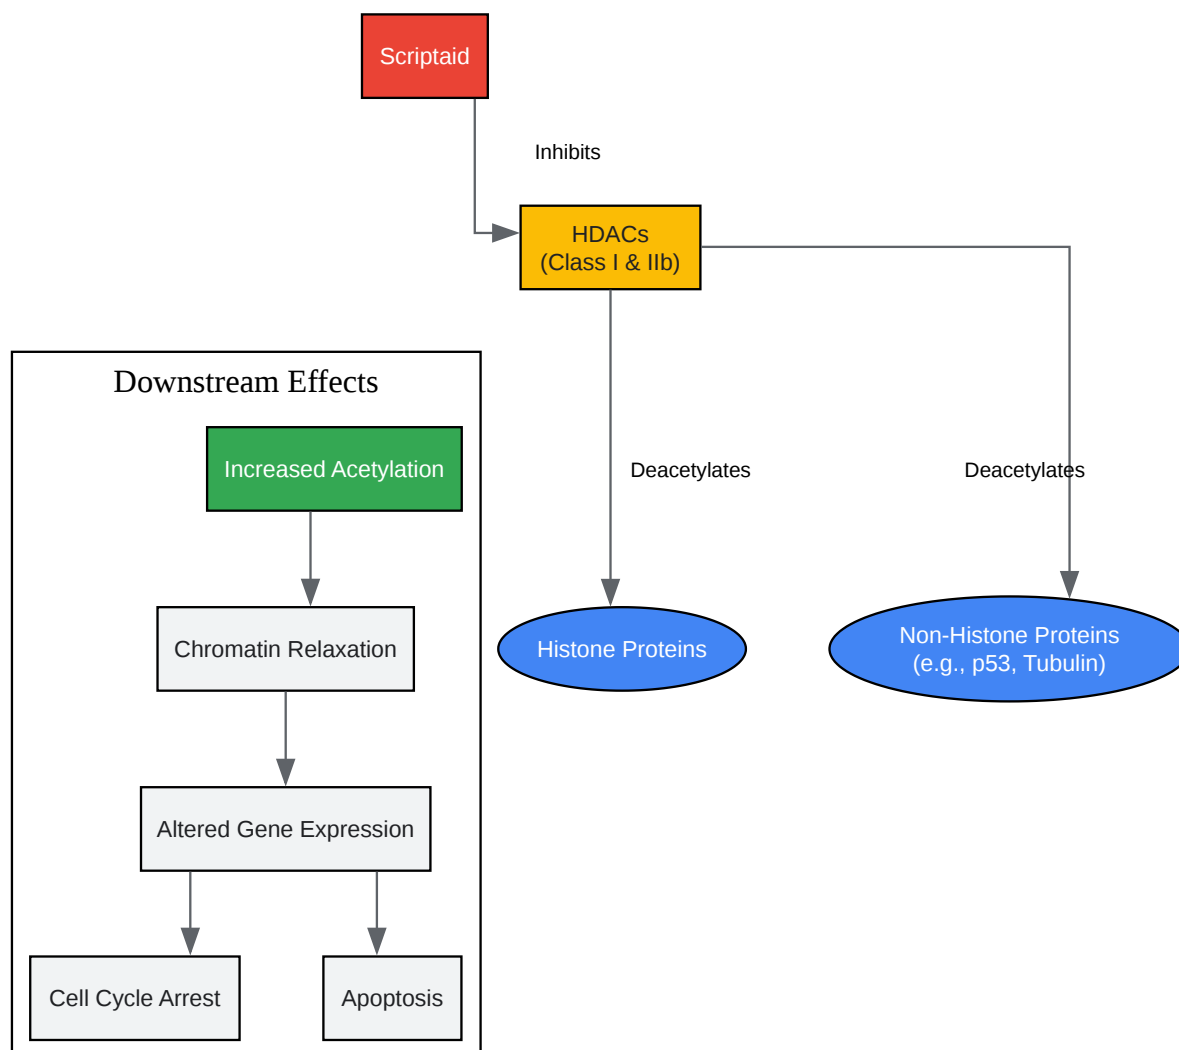 Scriptaid
Inhibits
HDACs
(Class I & IIb)
Downstream Effects
Increased Acetylation
Deacetylates
Deacetylates
Chromatin Relaxation
Histone Proteins
Non-Histone Proteins
(e.g., p53, Tubulin)
Altered Gene Expression
Cell Cycle Arrest
Apoptosis